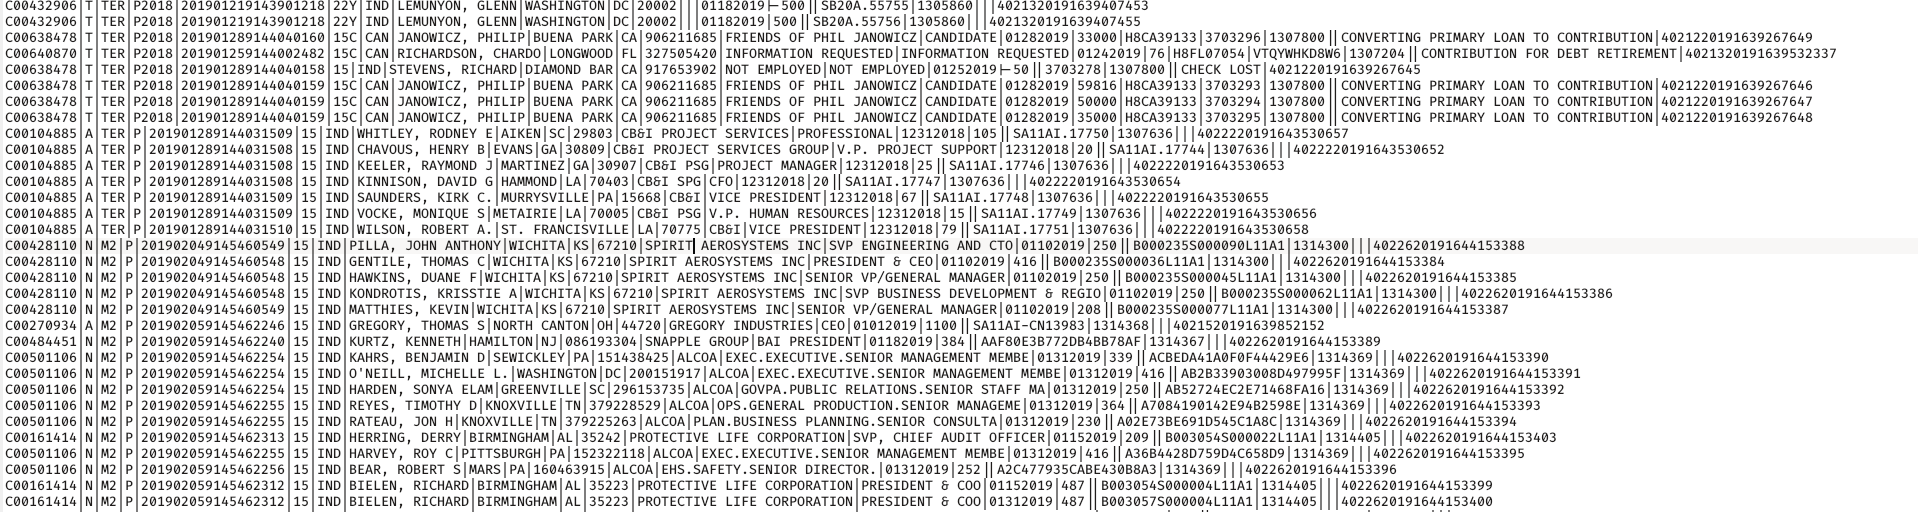 C00432906|T|TER|P2018|201901219143901218|22Y|IND|LEMUNYON, GLENN|WASHINGTON|DC|20002|||01182019|-500||SB20A.55755|1305860|||4021320191639407453
C00432906|T|TER|P2018|201901219143901218|22Y|IND|LEMUNYON, GLENN|WASHINGTON|DC|20002|||01182019|500||SB20A.55756|1305860|||4021320191639407455
C00638478|T|TER|P2018|201901289144040160|15C|CAN|JANOWICZ, PHILIP|BUENA PARK|CA|906211685|FRIENDS OF PHIL JANOWICZ|CANDIDATE|01282019|33000|H8CA39133|3703296|1307800||CONVERTING PRIMARY LOAN TO CONTRIBUTION|4021220191639267649
C00640870|T|TER|P2018|201901259144002482|15C|CAN|RICHARDSON, CHARDO|LONGWOOD|FL|327505420|INFORMATION REQUESTED|INFORMATION REQUESTED|01242019|76|H8FL07054|VTQYWHKD8W6|1307204||CONTRIBUTION FOR DEBT RETIREMENT|4021320191639532337
C00638478|T|TER|P2018|201901289144040158|15|IND|STEVENS, RICHARD|DIAMOND BAR|CA|917653902|NOT EMPLOYED|NOT EMPLOYED|01252019|-50||3703278|1307800||CHECK LOST|4021220191639267645
C00638478|T|TER|P2018|201901289144040159|15C|CAN|JANOWICZ, PHILIP|BUENA PARK|CA|906211685|FRIENDS OF PHIL JANOWICZ|CANDIDATE|01282019|59816|H8CA39133|3703293|1307800||CONVERTING PRIMARY LOAN TO CONTRIBUTION|4021220191639267646
C00638478|T|TER|P2018|201901289144040159|15C|CAN|JANOWICZ, PHILIP|BUENA PARK|CA|906211685|FRIENDS OF PHIL JANOWICZ|CANDIDATE|01282019|50000|H8CA39133|3703294|1307800||CONVERTING PRIMARY LOAN TO CONTRIBUTION|4021220191639267647
C00638478|T|TER|P2018|201901289144040159|15C|CAN|JANOWICZ, PHILIP|BUENA PARK|CA|906211685|FRIENDS OF PHIL JANOWICZ|CANDIDATE|01282019|35000|H8CA39133|3703295|1307800||CONVERTING PRIMARY LOAN TO CONTRIBUTION|4021220191639267648
C00104885|A|TER|P|201901289144031509|15|IND|WHITLEY, RODNEY E|AIKEN|SC|29803|CB&I PROJECT SERVICES|PROFESSIONAL|12312018|105||SA11AI.17750|1307636|||4022220191643530657
C00104885|A|TER|P|201901289144031508|15|IND|CHAVOUS, HENRY B|EVANS|GA|30809|CB&I PROJECT SERVICES GROUP|V.P. PROJECT SUPPORT|12312018|20||SA11AI.17744|1307636|||4022220191643530652
C00104885|A|TER|P|201901289144031508|15|IND|KEELER, RAYMOND J|MARTINEZ|GA|30907|CB&I PSG|PROJECT MANAGER|12312018|25||SA11AI.17746|1307636|||4022220191643530653
C00104885|A|TER|P|201901289144031508|15|IND|KINNISON, DAVID G|HAMMOND|LA|70403|CB&I SPG|CFO|12312018|20||SA11AI.17747|1307636|||4022220191643530654
C00104885|A|TER|P|201901289144031509|15|IND|SAUNDERS, KIRK C.|MURRYSVILLE|PA|15668|CB&I|VICE PRESIDENT|12312018|67||SA11AI.17748|1307636|||4022220191643530655
C00104885|A|TER|P|201901289144031509|15|IND|VOCKE, MONIQUE S|METAIRIE|LA|70005|CB&I PSG|V.P. HUMAN RESOURCES|12312018|15||SA11AI.17749|1307636|||4022220191643530656
C00104885|A|TER|P|201901289144031510|15|IND|WILSON, ROBERT A.|ST. FRANCISVILLE|LA|70775|CB&I|VICE PRESIDENT|12312018|79||SA11AI.17751|1307636|||4022220191643530658
C00428110|N|M2|P|201902049145460549|15|IND|PILLA, JOHN ANTHONY|WICHITA|KS|67210|SPIRIT AEROSYSTEMS INC|SVP ENGINEERING AND CTO|01102019|250||B000235S000090L11A1|1314300|||4022620191644153388
C00428110|N|M2|P|201902049145460548|15|IND|GENTILE, THOMAS C|WICHITA|KS|67210|SPIRIT AEROSYSTEMS INC|PRESIDENT & CEO|01102019|416||B000235S000036L11A1|1314300|||4022620191644153384
C00428110|N|M2|P|201902049145460548|15|IND|HAWKINS, DUANE F|WICHITA|KS|67210|SPIRIT AEROSYSTEMS INC|SENIOR VP/GENERAL MANAGER|01102019|250||B000235S000045L11A1|1314300|||4022620191644153385
C00428110|N|M2|P|201902049145460548|15|IND|KONDROTIS, KRISSTIE A|WICHITA|KS|67210|SPIRIT AEROSYSTEMS INC|SVP BUSINESS DEVELOPMENT & REGIO|01102019|250||B000235S000062L11A1|1314300|||4022620191644153386
C00428110|N|M2|P|201902049145460549|15|IND|MATTHIES, KEVIN|WICHITA|KS|67210|SPIRIT AEROSYSTEMS INC|SENIOR VP/GENERAL MANAGER|01102019|208||B000235S000077L11A1|1314300|||4022620191644153387
C00270934|A|M2|P|201902059145462246|15|IND|GREGORY, THOMAS S|NORTH CANTON|OH|44720|GREGORY INDUSTRIES|CEO|01012019|1100||SA11AI-CN13983|1314368|||4021520191639852152
C00484451|N|M2|P|201902059145462240|15|IND|KURTZ, KENNETH|HAMILTON|NJ|086193304|SNAPPLE GROUP|BAI PRESIDENT|01182019|384||AAF80E3B772DB4BB78AF|1314367|||4022620191644153389
C00501106|N|M2|P|201902059145462254|15|IND|KAHRS, BENJAMIN D|SEWICKLEY|PA|151438425|ALCOA|EXEC.EXECUTIVE.SENIOR MANAGEMENT MEMBE|01312019|339||ACBEDA41A0F0F44429E6|1314369|||4022620191644153390
C00501106|N|M2|P|201902059145462254|15|IND|O'NEILL, MICHELLE L.|WASHINGTON|DC|200151917|ALCOA|EXEC.EXECUTIVE.SENIOR MANAGEMENT MEMBE|01312019|416||AB2B33903008D497995F|1314369|||4022620191644153391
C00501106|N|M2|P|201902059145462254|15|IND|HARDEN, SONYA ELAM|GREENVILLE|SC|296153735|ALCOA|GOVPA.PUBLIC RELATIONS.SENIOR STAFF MA|01312019|250||AB52724EC2E71468FA16|1314369|||4022620191644153392
C00501106|N|M2|P|201902059145462255|15|IND|REYES, TIMOTHY D|KNOXVILLE|TN|379228529|ALCOA|OPS.GENERAL PRODUCTION.SENIOR MANAGEME|01312019|364||A7084190142E94B2598E|1314369|||4022620191644153393
C00501106|N|M2|P|201902059145462255|15|IND|RATEAU, JON H|KNOXVILLE|TN|379225263|ALCOA|PLAN.BUSINESS PLANNING.SENIOR CONSULTA|01312019|230||A02E73BE691D545C1A8C|1314369|||4022620191644153394
C00161414|N|M2|P|201902059145462313|15|IND|HERRING, DERRY|BIRMINGHAM|AL|35242|PROTECTIVE LIFE CORPORATION|SVP, CHIEF AUDIT OFFICER|01152019|209||B003054S000022L11A1|1314405|||4022620191644153403
C00501106|N|M2|P|201902059145462255|15|IND|HARVEY, ROY C|PITTSBURGH|PA|152322118|ALCOA|EXEC.EXECUTIVE.SENIOR MANAGEMENT MEMBE|01312019|416||A36B4428D759D4C658D9|1314369|||4022620191644153395
C00501106|N|M2|P|201902059145462256|15|IND|BEAR, ROBERT S|MARS|PA|160463915|ALCOA|EHS.SAFETY.SENIOR DIRECTOR.|01312019|252||A2C477935CABE430B8A3|1314369|||4022620191644153396
C00161414|N|M2|P|201902059145462312|15|IND|BIELEN, RICHARD|BIRMINGHAM|AL|35223|PROTECTIVE LIFE CORPORATION|PRESIDENT & COO|01152019|487||B003054S000004L11A1|1314405|||4022620191644153399
C00161414|N|M2|P|201902059145462312|15|IND|BIELEN, RICHARD|BIRMINGHAM|AL|35223|PROTECTIVE LIFE CORPORATION|PRESIDENT & COO|01312019|487||B003057S000004L11A1|1314405|||4022620191644153400